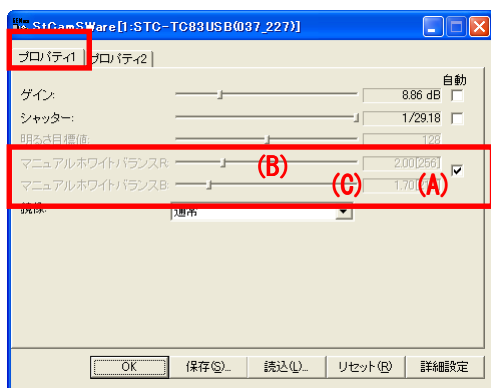 StCamSWare[1:STC-TC83USB(037_227)]
プロパティ1 プロパティ2
自動
ゲイン: 8.86 dB
シャッター: 1/29.18
明るさ目標値: 128
マニュアルホワイトバランスR: (B) 2.00[256]
マニュアルホワイトバランスB: (C) 1.70 (A)
鏡像: 通常
OK 保存(S)... 読込(L)... リセット(R) 詳細設定